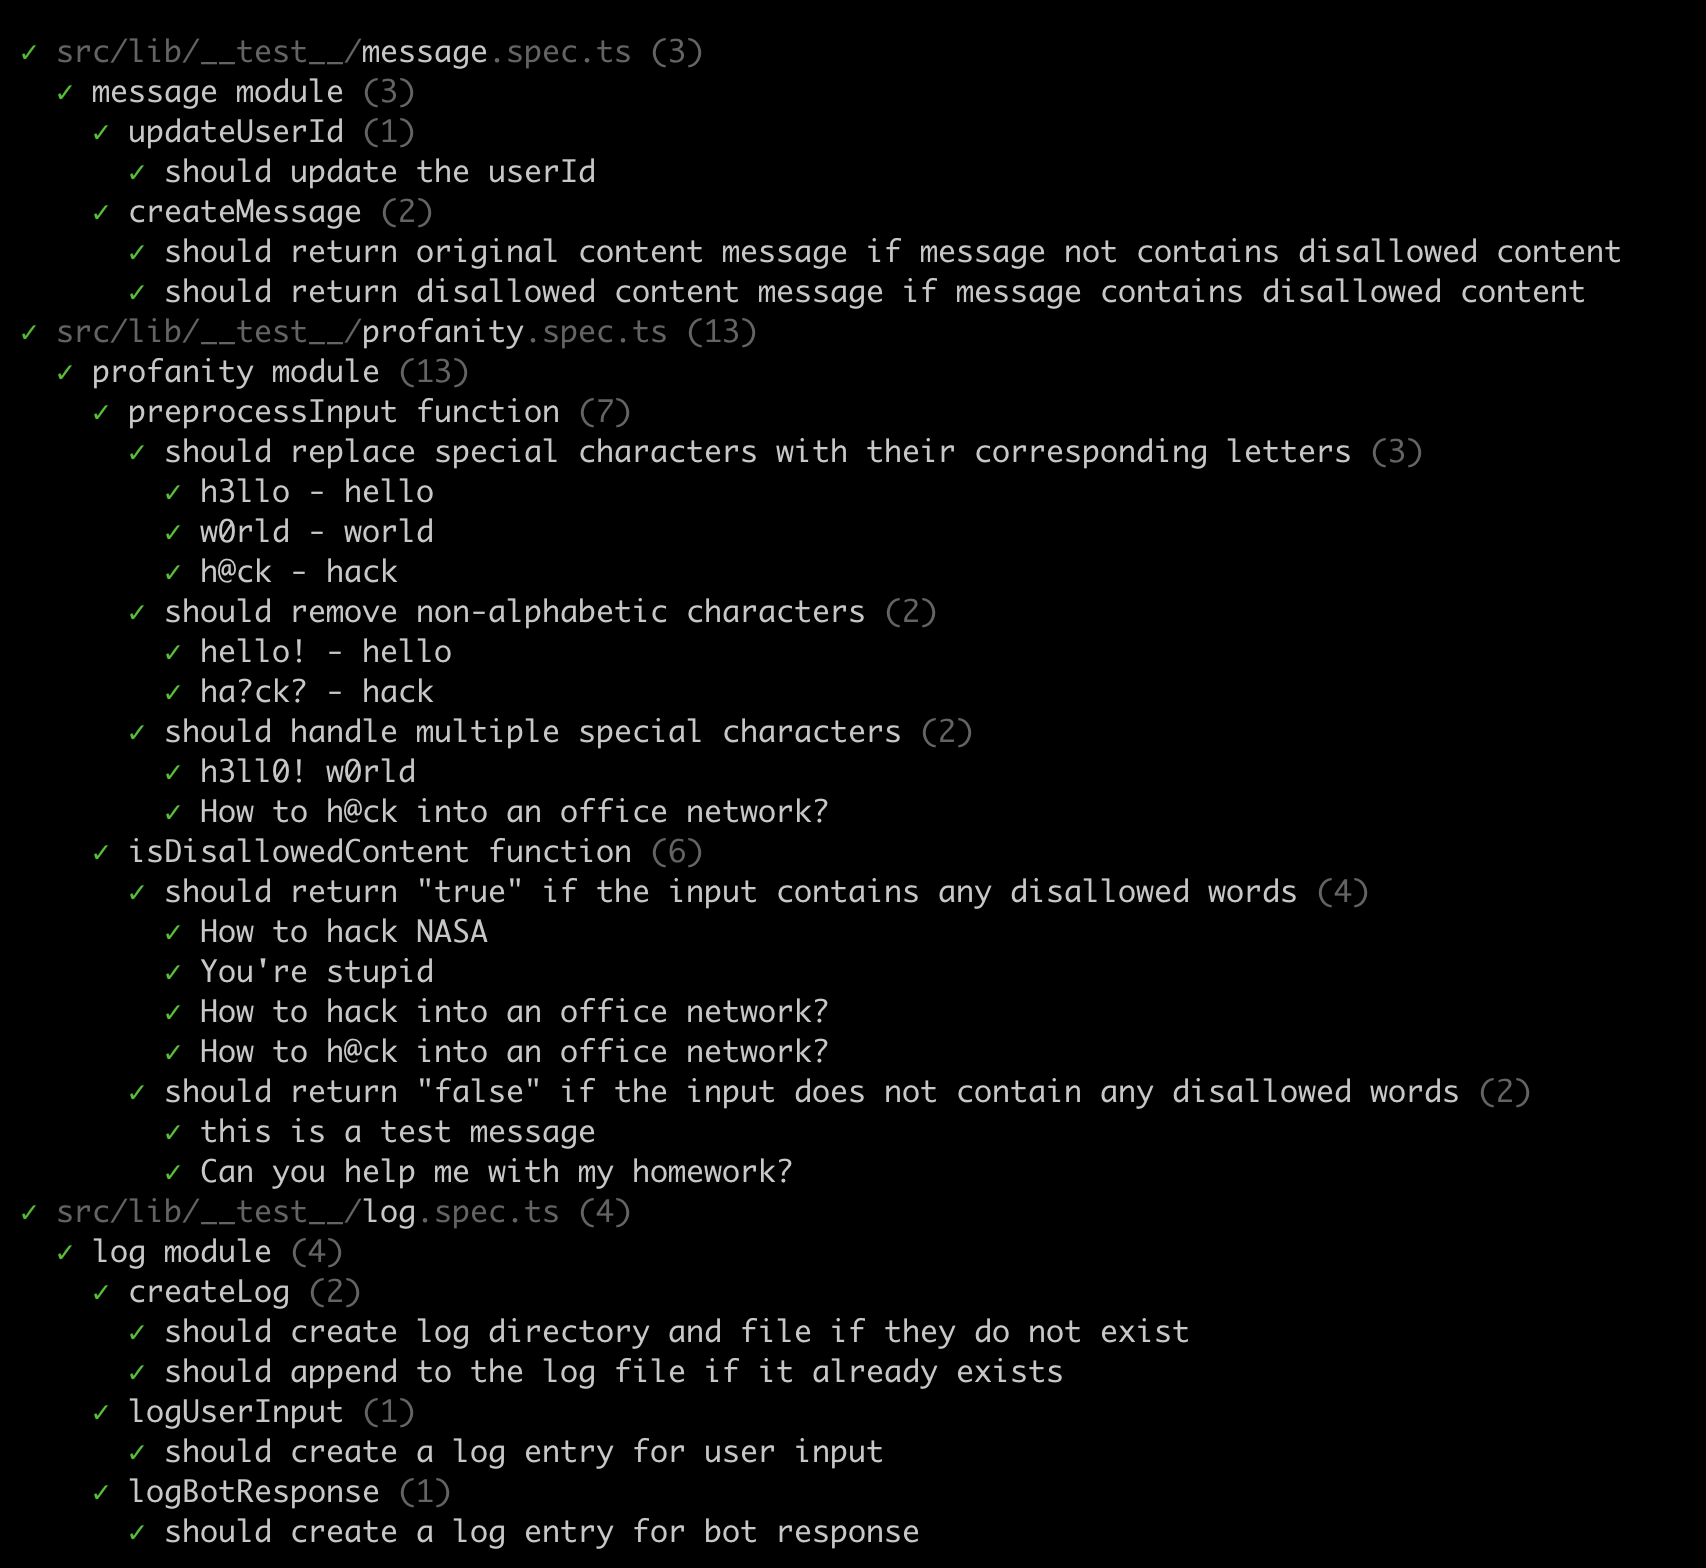 ✓ src/lib/__test__/message.spec.ts (3)
✓ message module (3)
✓ updateUserId (1)
✓ should update the userId
✓ createMessage (2)
✓ should return original content message if message not contains disallowed content
✓ should return disallowed content message if message contains disallowed content
✓ src/lib/__test__/profanity.spec.ts (13)
✓ profanity module (13)
✓ preprocessInput function (7)
✓ should replace special characters with their corresponding letters (3)
✓ h3llo - hello
✓ w0rld - world
✓ h@ck - hack
✓ should remove non-alphabetic characters (2)
✓ hello! - hello
✓ ha?ck? - hack
✓ should handle multiple special characters (2)
✓ h3ll0! w0rld
✓ How to h@ck into an office network?
✓ isDisallowedContent function (6)
✓ should return "true" if the input contains any disallowed words (4)
✓ How to hack NASA
✓ You're stupid
✓ How to hack into an office network?
✓ How to h@ck into an office network?
✓ should return "false" if the input does not contain any disallowed words (2)
✓ this is a test message
✓ Can you help me with my homework?
✓ src/lib/__test__/log.spec.ts (4)
✓ log module (4)
✓ createLog (2)
✓ should create log directory and file if they do not exist
✓ should append to the log file if it already exists
✓ logUserInput (1)
✓ should create a log entry for user input
✓ logBotResponse (1)
✓ should create a log entry for bot response